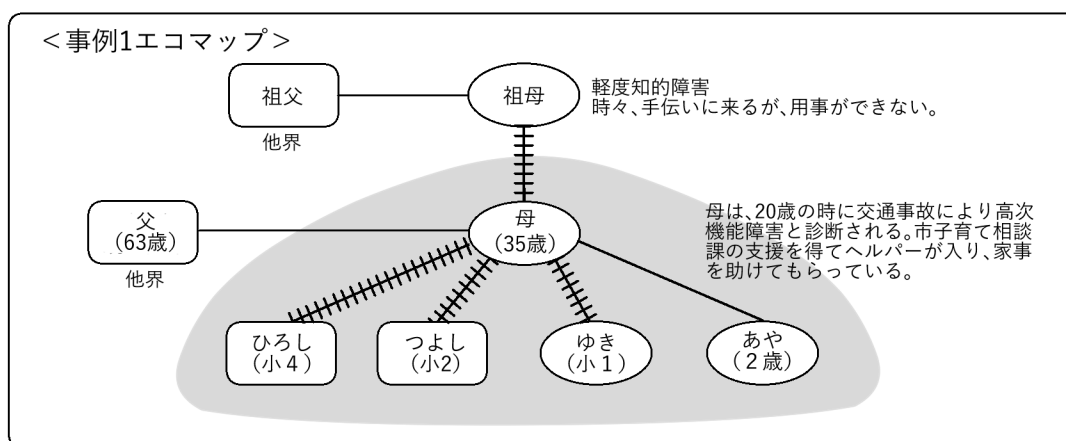 ＜事例1エコマップ＞
祖父
他界
祖母
軽度知的障害
時々、手伝いに来るが、用事ができない。
父
（63歳）
他界
母
（35歳）
母は、20歳の時に交通事故により高次
機能障害と診断される。市子育て相談
課の支援を得てヘルパーが入り、家事
を助けてもらっている。
ひろし
（小４）
つよし
（小2）
ゆき
（小１）
あや
（２歳）